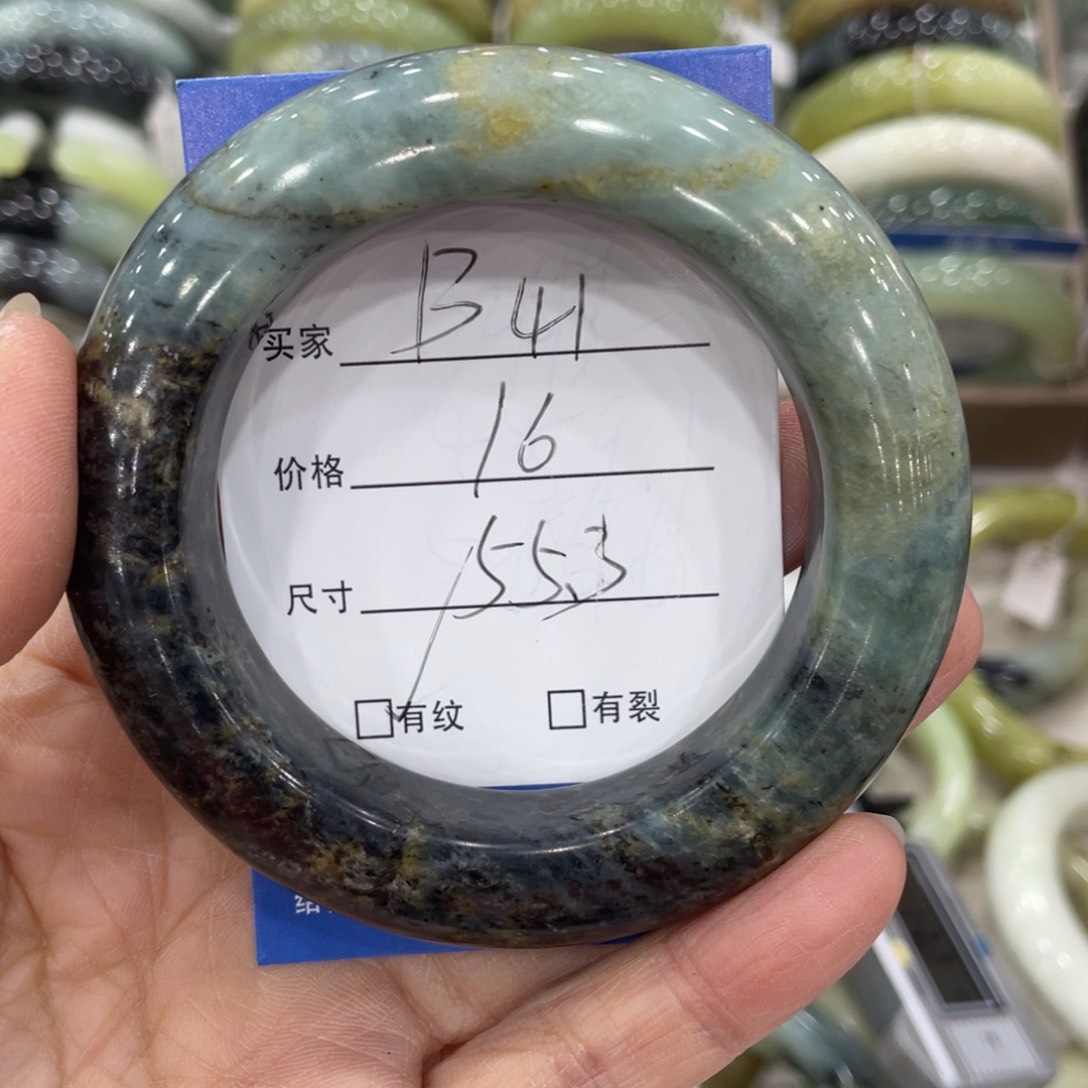 买家 B41
价格 16
尺寸 55.3
☐有纹 ☐有裂